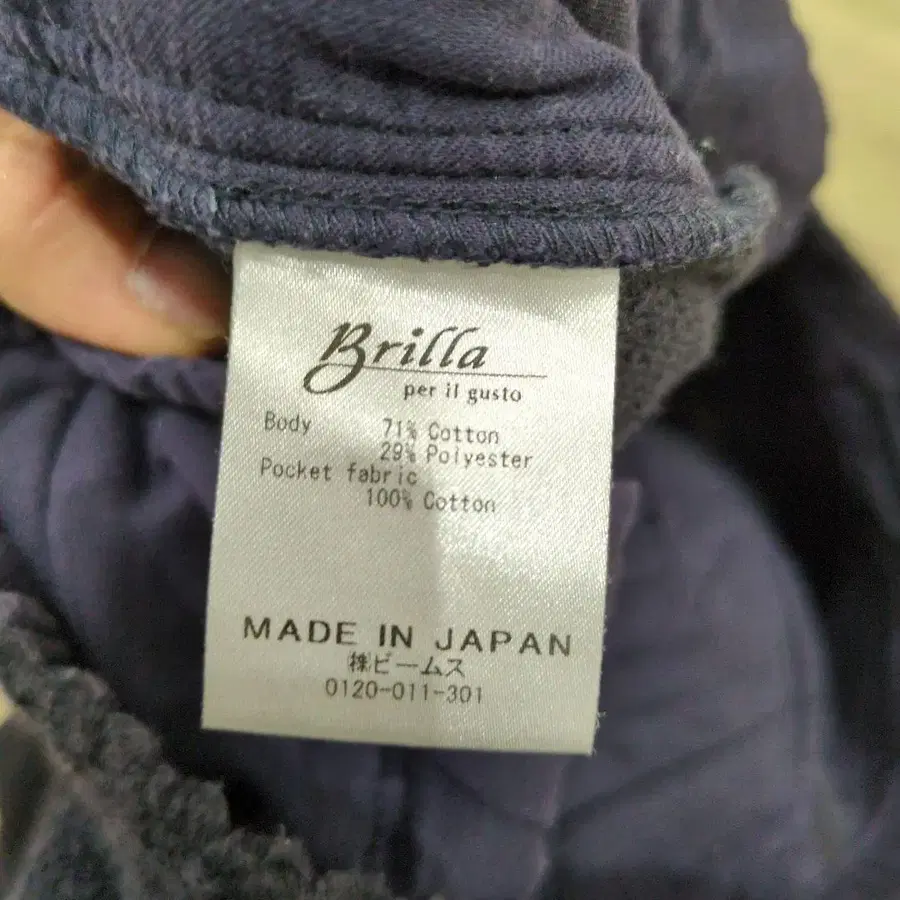 Brilla
per il gusto
Body 71% Cotton
29% Polyester
Pocket fabric
100% Cotton
MADE IN JAPAN
㈱ビームス
0120-011-301